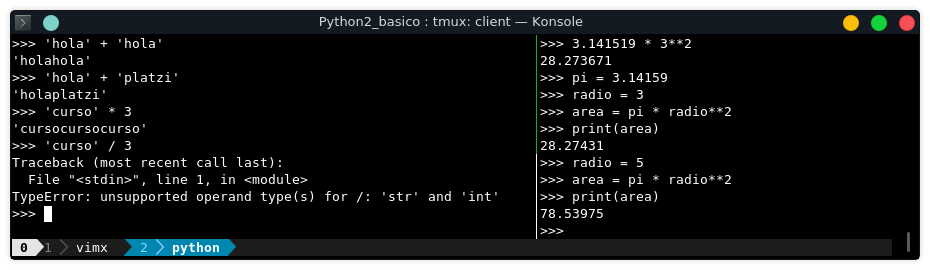 Python2_basico : tmux: client — Konsole
>>> 'hola' + 'hola'
'holahola'
>>> 'hola' + 'platzi'
'holaplatzi'
>>> 'curso' * 3
'cursocursocurso'
>>> 'curso' / 3
Traceback (most recent call last):
  File "<stdin>", line 1, in <module>
TypeError: unsupported operand type(s) for /: 'str' and 'int'
>>>
>>> 3.141519 * 3**2
28.273671
>>> pi = 3.14159
>>> radio = 3
>>> area = pi * radio**2
>>> print(area)
28.27431
>>> radio = 5
>>> area = pi * radio**2
>>> print(area)
78.53975
>>>
0 1 vimx 2 python